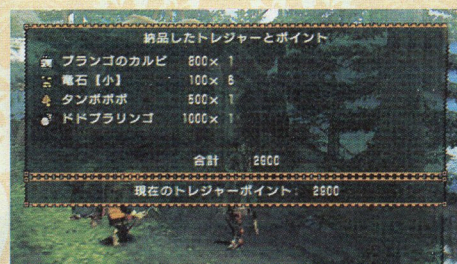 納品したトレジャーとポイント
ブランゴのカルビ 800× 1
竜石【小】 100× 6
タンポポポ 500× 1
ドドブラリンゴ 1000× 1
合計 2900
現在のトレジャーポイント: 2900